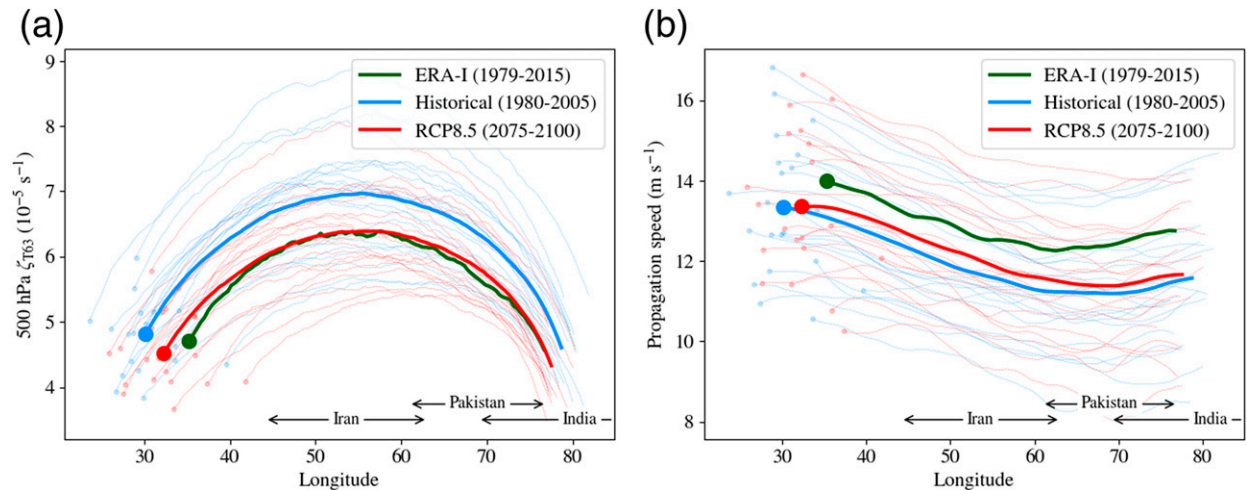 (a)
500 hPa ζT63 (10⁻⁵ s⁻¹)
9
8
7
6
5
4
ERA-I (1979-2015)
Historical (1980-2005)
RCP8.5 (2075-2100)
Pakistan
Iran
India
30 40 50 60 70 80
Longitude
(b)
Propagation speed (m s⁻¹)
16
14
12
10
8
ERA-I (1979-2015)
Historical (1980-2005)
RCP8.5 (2075-2100)
Pakistan
Iran
India
30 40 50 60 70 80
Longitude